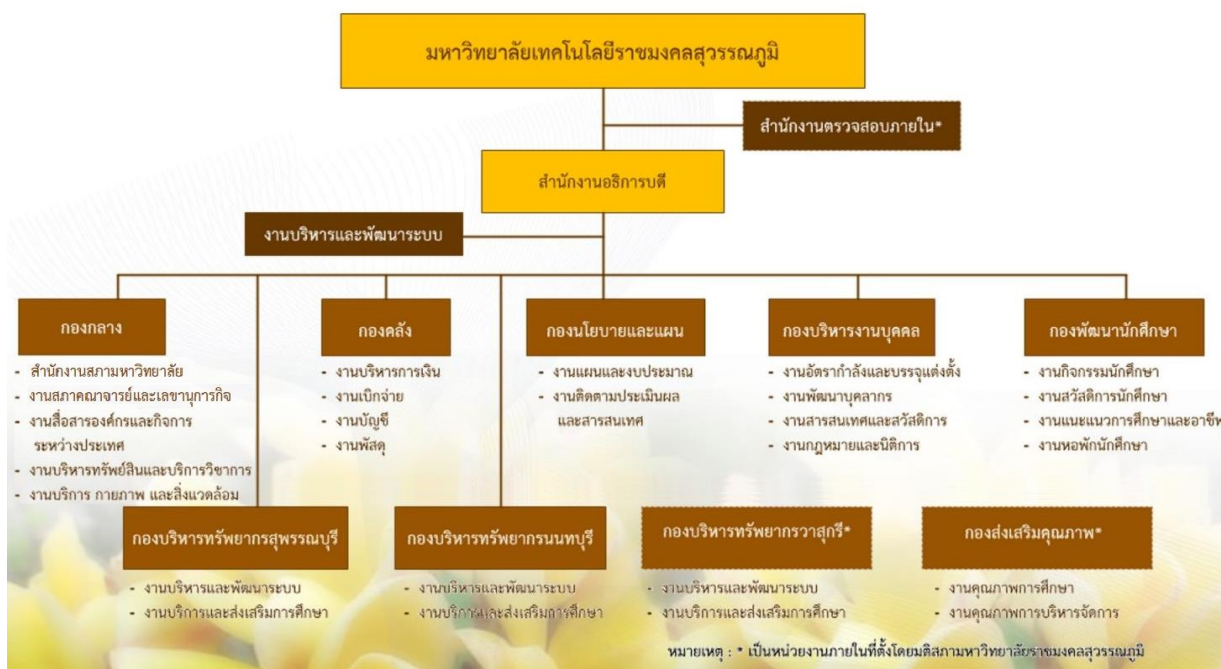 มหาวิทยาลัยเทคโนโลยีราชมงคลสุวรรณภูมิ
สำนักงานตรวจสอบภายใน*
สำนักงานอธิการบดี
งานบริหารและพัฒนาระบบ
กองกลาง
- สำนักงานสภามหาวิทยาลัย
- งานสภาคณาจารย์และเลขานุการกิจ
- งานสื่อสารองค์กรและกิจการ
ระหว่างประเทศ
- งานบริหารทรัพย์สินและบริการวิชาการ
- งานบริการ กายภาพ และสิ่งแวดล้อม
กองคลัง
- งานบริหารการเงิน
- งานเบิกจ่าย
- งานบัญชี
- งานพัสดุ
กองนโยบายและแผน
- งานแผนและงบประมาณ
- งานติดตามประเมินผล
และสารสนเทศ
กองบริหารงานบุคคล
- งานอัตรากำลังและบรรจุแต่งตั้ง
- งานพัฒนาบุคลากร
- งานสารสนเทศและสวัสดิการ
- งานกฎหมายและนิติการ
กองพัฒนานักศึกษา
- งานกิจกรรมนักศึกษา
- งานสวัสดิการนักศึกษา
- งานแนะแนวการศึกษาและอาชีพ
- งานหอพักนักศึกษา
กองบริหารทรัพยากรสุพรรณบุรี
- งานบริหารและพัฒนาระบบ
- งานบริการและส่งเสริมการศึกษา
กองบริหารทรัพยากรนนทบุรี
- งานบริหารและพัฒนาระบบ
- งานบริการและส่งเสริมการศึกษา
กองบริหารทรัพยากรวาสุกรี*
- งานบริหารและพัฒนาระบบ
- งานบริการและส่งเสริมการศึกษา
กองส่งเสริมคุณภาพ*
- งานคุณภาพการศึกษา
- งานคุณภาพการบริหารจัดการ
หมายเหตุ : * เป็นหน่วยงานภายในที่ตั้งโดยมติสภามหาวิทยาลัยราชมงคลสุวรรณภูมิ